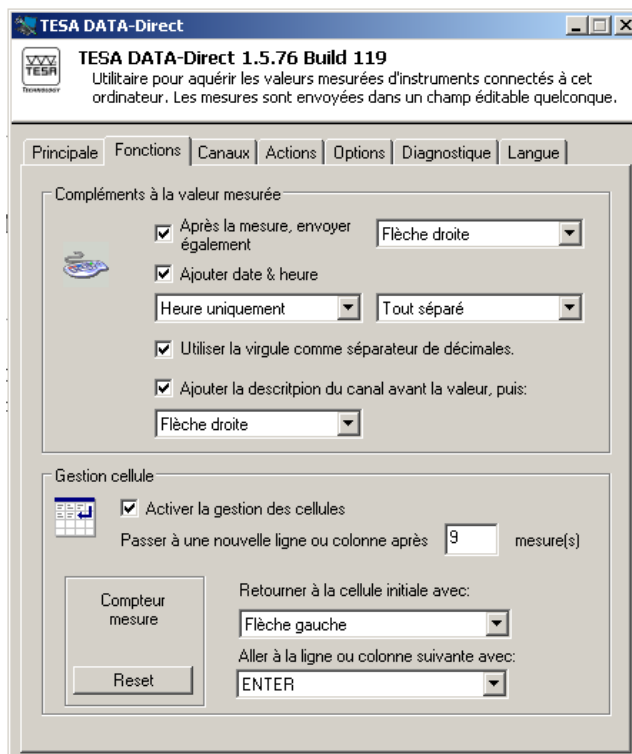 TESA DATA-Direct
TESA
TECHNOLOGY
TESA DATA-Direct 1.5.76 Build 119
Utilitaire pour aquérir les valeurs mesurées d'instruments connectés à cet
ordinateur. Les mesures sont envoyées dans un champ éditable quelconque.
Principale Fonctions Canaux Actions Options Diagnostique Langue
Compléments à la valeur mesurée
Après la mesure, envoyer
également
Flèche droite
Ajouter date & heure
Heure uniquement Tout séparé
Utiliser la virgule comme séparateur de décimales.
Ajouter la descritpion du canal avant la valeur, puis:
Flèche droite
Gestion cellule
Activer la gestion des cellules
Passer à une nouvelle ligne ou colonne après 9 mesure(s)
Compteur
mesure
Reset
Retourner à la cellule initiale avec:
Flèche gauche
Aller à la ligne ou colonne suivante avec:
ENTER